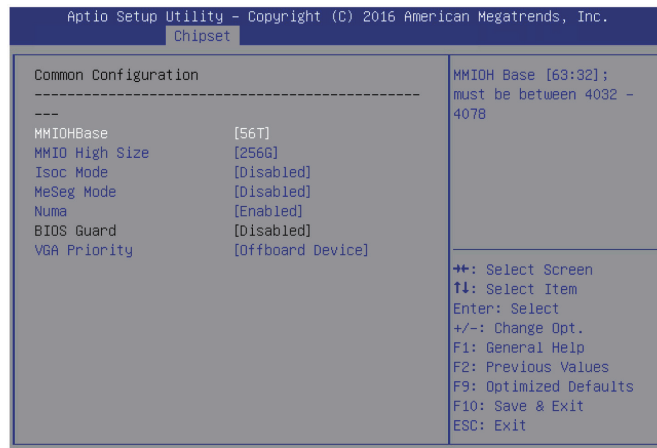 Aptio Setup Utility – Copyright (C) 2016 American Megatrends, Inc.
Chipset
Common Configuration
-----------------------------------------------
---
MMIOHBase [56T]
MMIO High Size [256G]
Isoc Mode [Disabled]
MeSeg Mode [Disabled]
Numa [Enabled]
BIOS Guard [Disabled]
VGA Priority [Offboard Device]
MMIOH Base [63:32];
must be between 4032 –
4078
→←: Select Screen
↑↓: Select Item
Enter: Select
+/-: Change Opt.
F1: General Help
F2: Previous Values
F9: Optimized Defaults
F10: Save & Exit
ESC: Exit